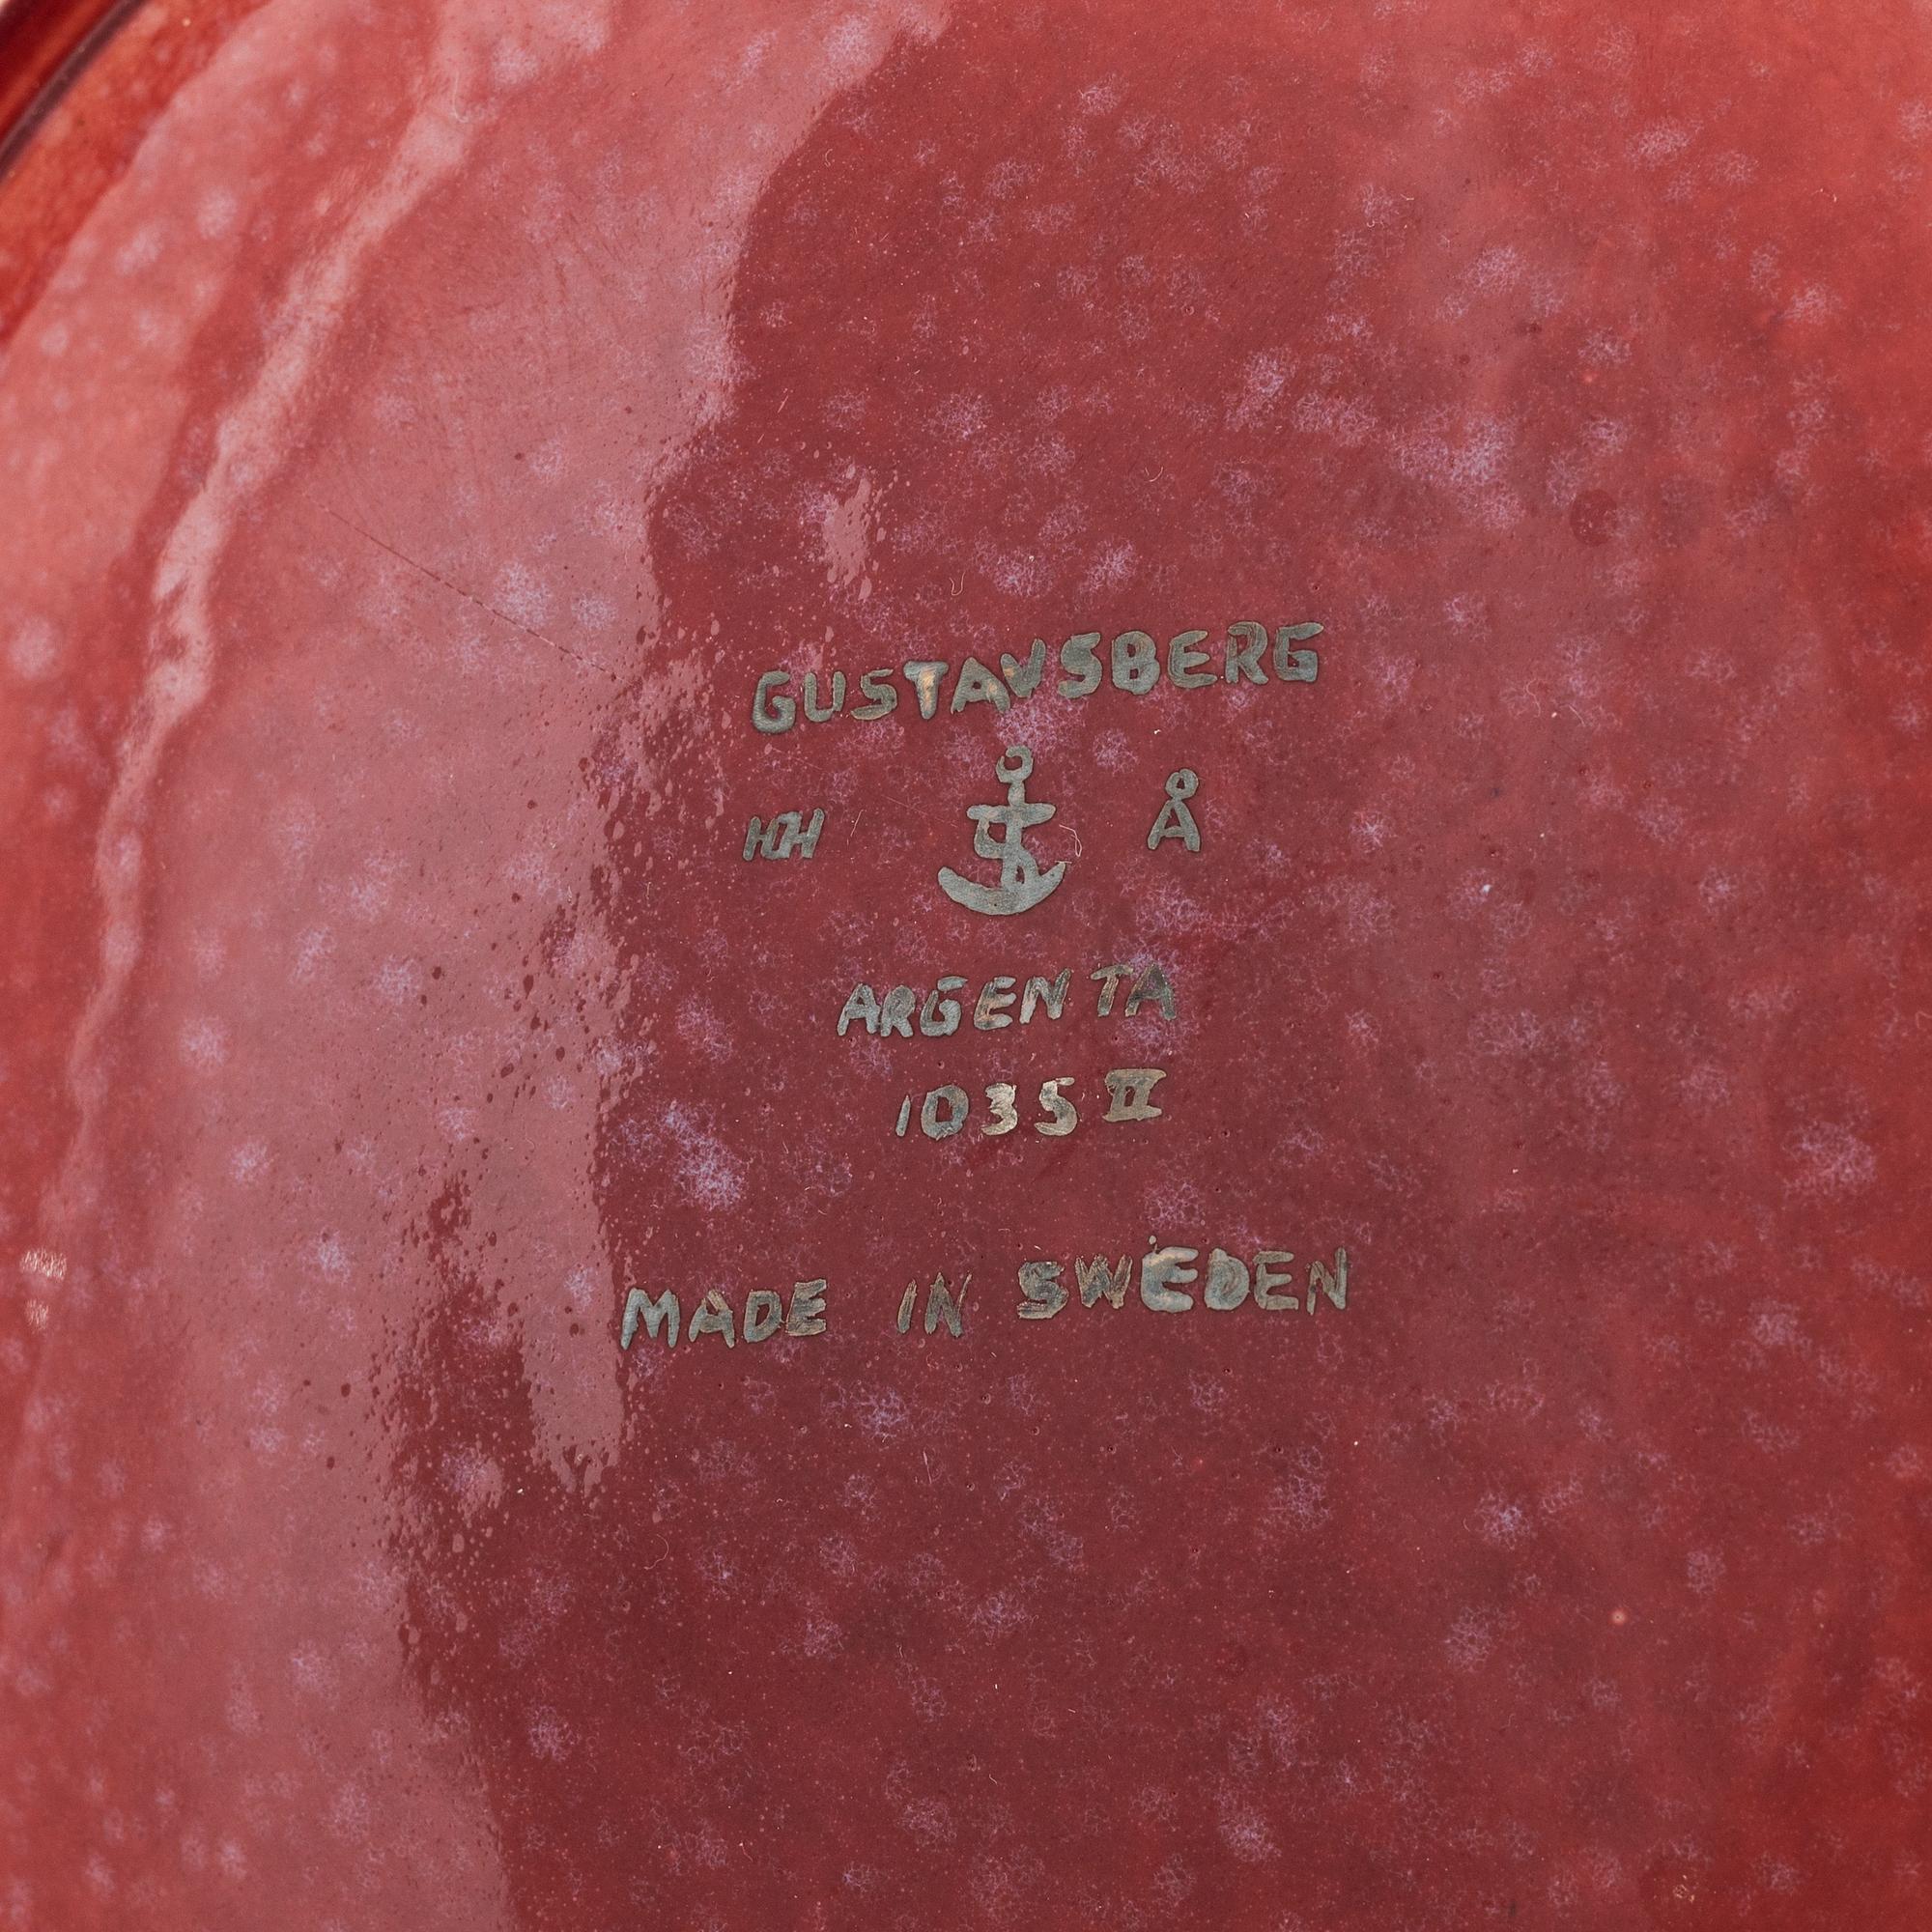 GUSTAVSBERG
HH Å
ARGENTA
1035 II
MADE IN SWEDEN